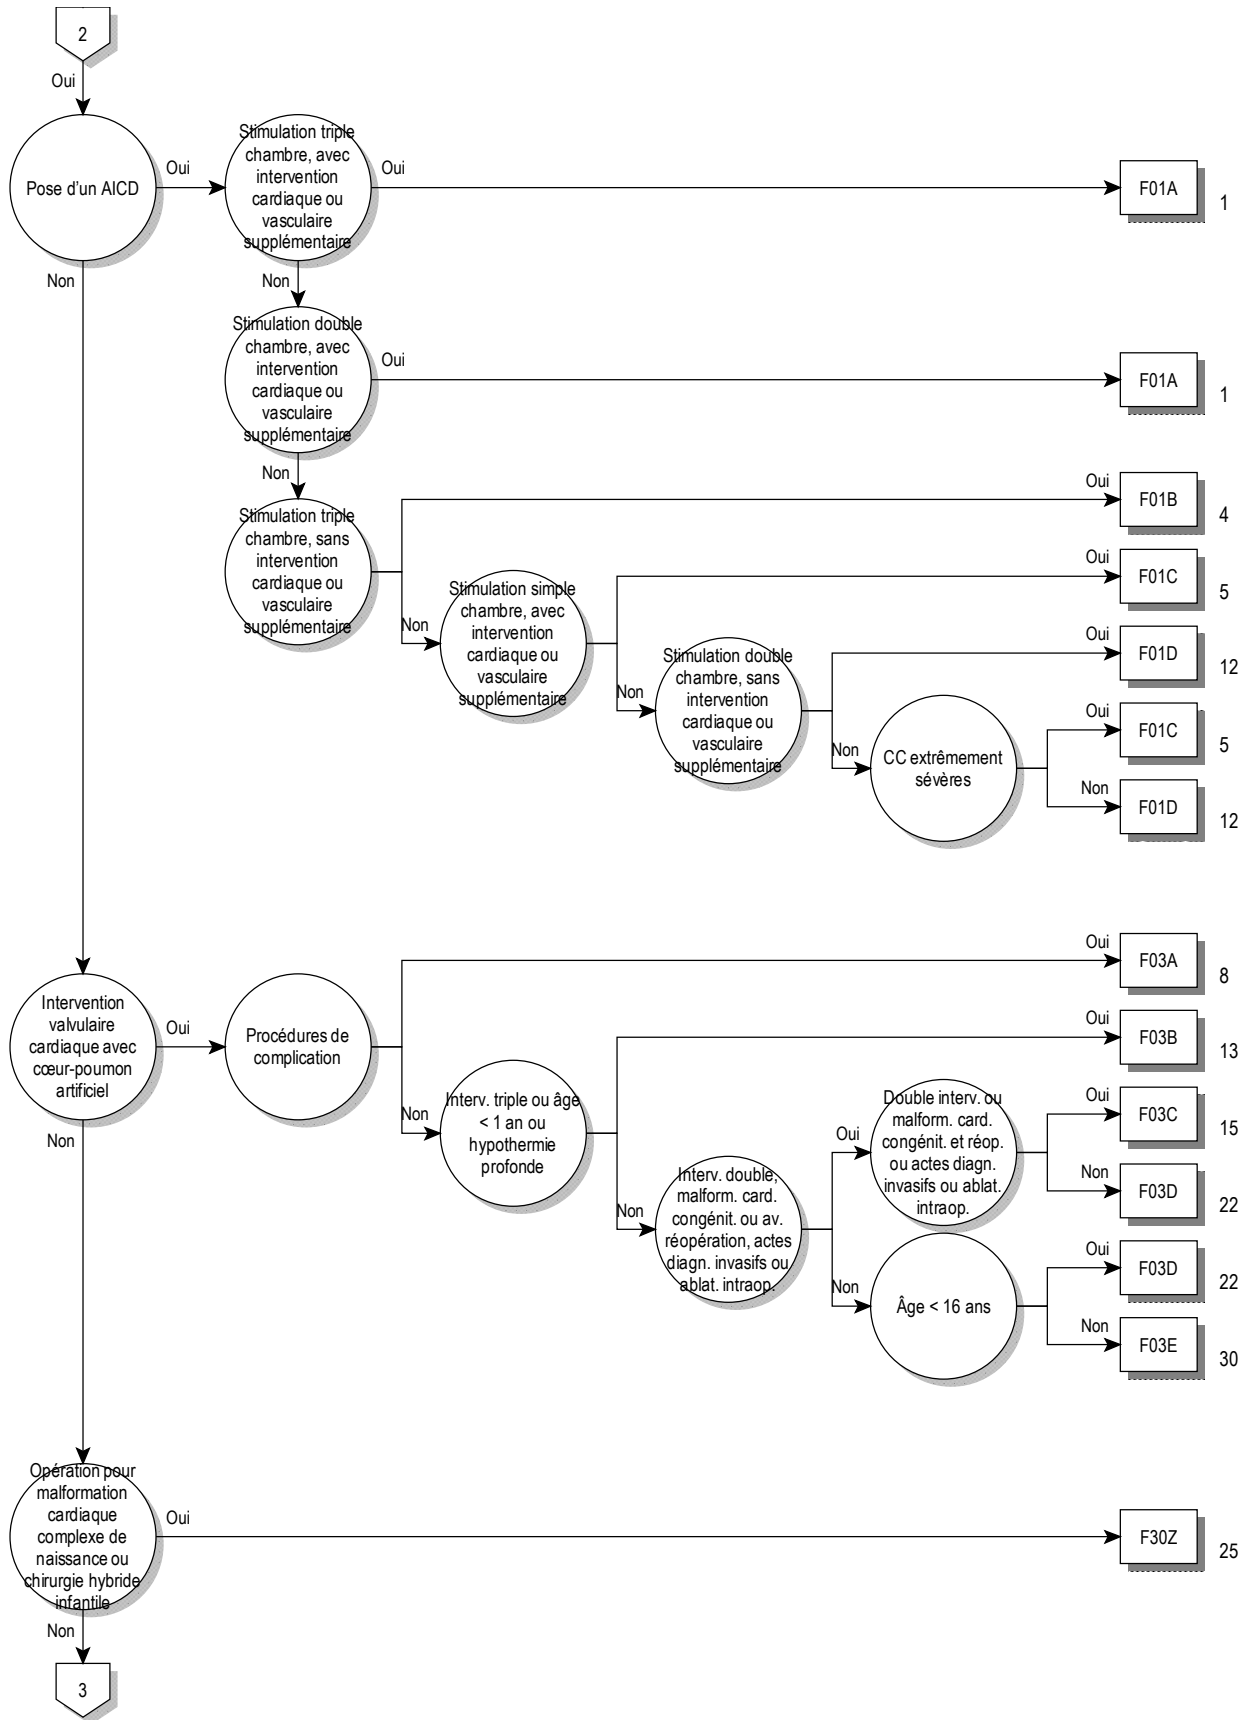 2
Oui
Pose d'un AICD
Oui
Stimulation triple
chambre, avec
intervention
cardiaque ou
vasculaire
supplémentaire
Oui
F01A
1
Non
Non
Stimulation double
chambre, avec
intervention
cardiaque ou
vasculaire
supplémentaire
Oui
F01A
1
Non
Stimulation triple
chambre, sans
intervention
cardiaque ou
vasculaire
supplémentaire
Oui
F01B
4
Non
Stimulation simple
chambre, avec
intervention
cardiaque ou
vasculaire
supplémentaire
Oui
F01C
5
Non
Stimulation double
chambre, sans
intervention
cardiaque ou
vasculaire
supplémentaire
Oui
F01D
12
Non
CC extrêmement
sévères
Oui
F01C
5
Non
F01D
12
Intervention
valvulaire
cardiaque avec
cœur-poumon
artificiel
Oui
Procédures de
complication
Oui
F03A
8
Non
Interv. triple ou âge
< 1 an ou
hypothermie
profonde
Oui
F03B
13
Non
Interv. double,
malform. card.
congénit. ou av.
réopération, actes
diagn. invasifs ou
ablat. intraop.
Oui
Double interv. ou
malform. card.
congénit. et réop.
ou actes diagn.
invasifs ou ablat.
intraop.
Oui
F03C
15
Non
F03D
22
Non
Âge < 16 ans
Oui
F03D
22
Non
F03E
30
Non
Opération pour
malformation
cardiaque
complexe de
naissance ou
chirurgie hybride
infantile
Oui
F30Z
25
Non
3